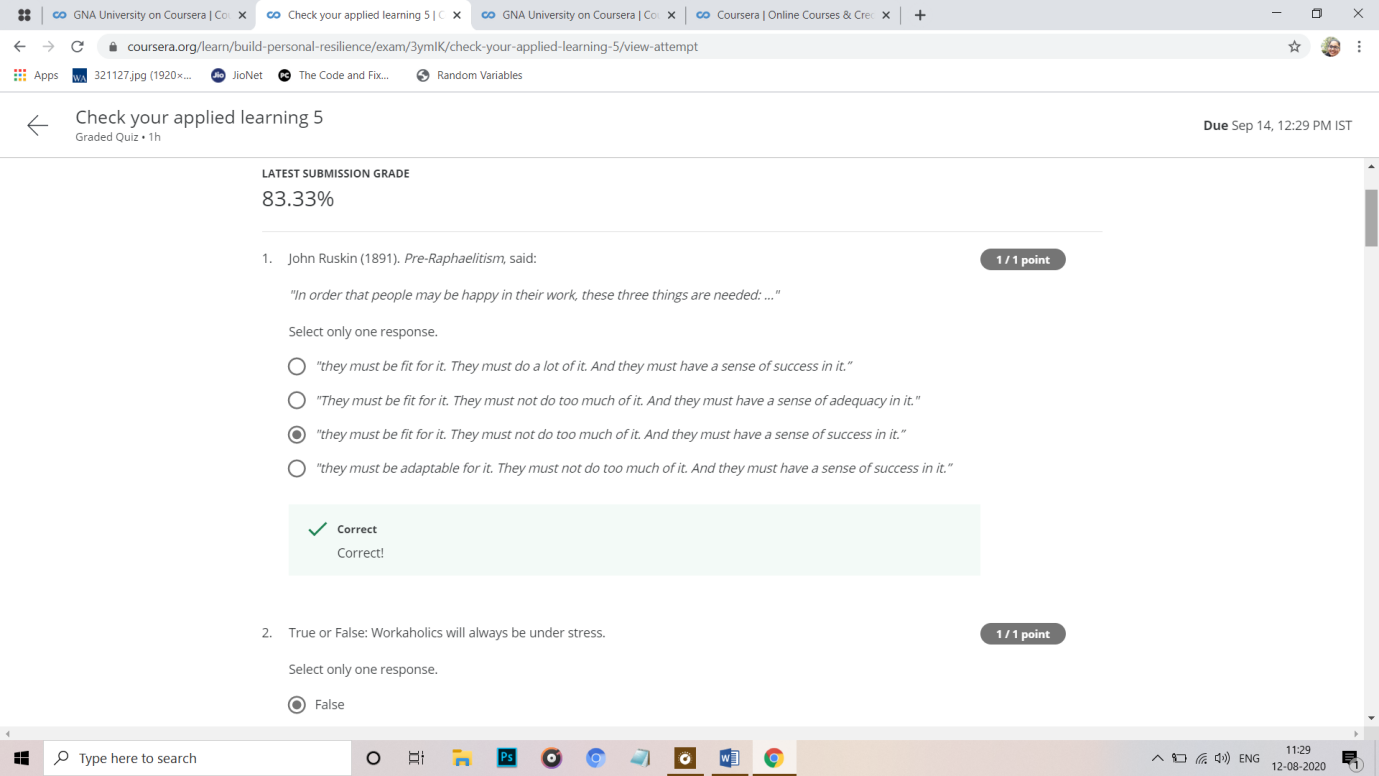 GNA University on Coursera | Co
Check your applied learning 5 | C
GNA University on Coursera | Co
Coursera | Online Courses & Cre
coursera.org/learn/build-personal-resilience/exam/3ymIK/check-your-applied-learning-5/view-attempt
Apps
WA 321127.jpg (1920×...
Jio JioNet
PC The Code and Fix...
Random Variables
Check your applied learning 5
Graded Quiz • 1h
Due Sep 14, 12:29 PM IST
LATEST SUBMISSION GRADE
83.33%
1. John Ruskin (1891). Pre-Raphaelitism, said:
1 / 1 point
"In order that people may be happy in their work, these three things are needed: ..."
Select only one response.
"they must be fit for it. They must do a lot of it. And they must have a sense of success in it.”
"They must be fit for it. They must not do too much of it. And they must have a sense of adequacy in it."
"they must be fit for it. They must not do too much of it. And they must have a sense of success in it.”
"they must be adaptable for it. They must not do too much of it. And they must have a sense of success in it.”
Correct
Correct!
2. True or False: Workaholics will always be under stress.
1 / 1 point
Select only one response.
False
Type here to search
Ps
W
ENG
11:29
12-08-2020
1